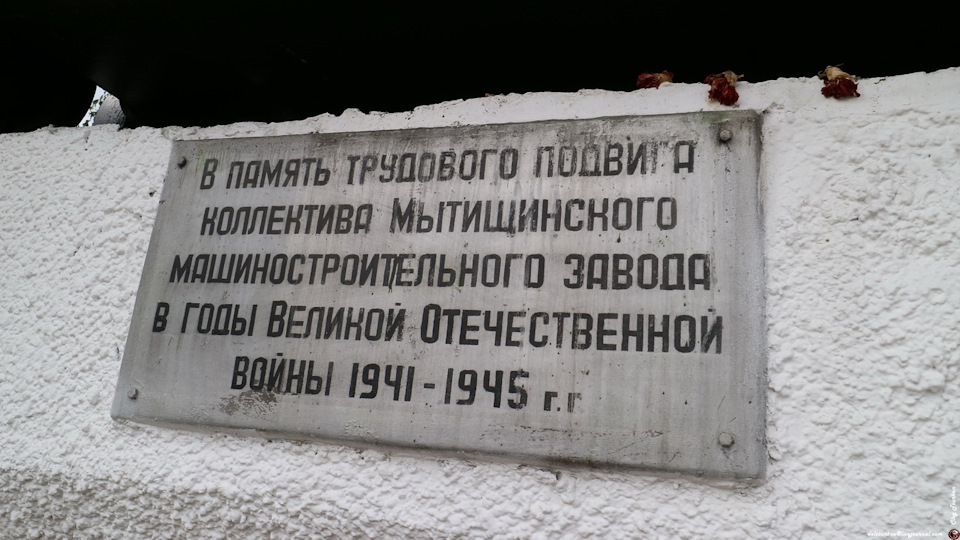 В ПАМЯТЬ ТРУДОВОГО ПОДВИГА
КОЛЛЕКТИВА МЫТИЩИНСКОГО
МАШИНОСТРОИТЕЛЬНОГО ЗАВОДА
В ГОДЫ ВЕЛИКОЙ ОТЕЧЕСТВЕННОЙ
ВОЙНЫ 1941 - 1945 г.г